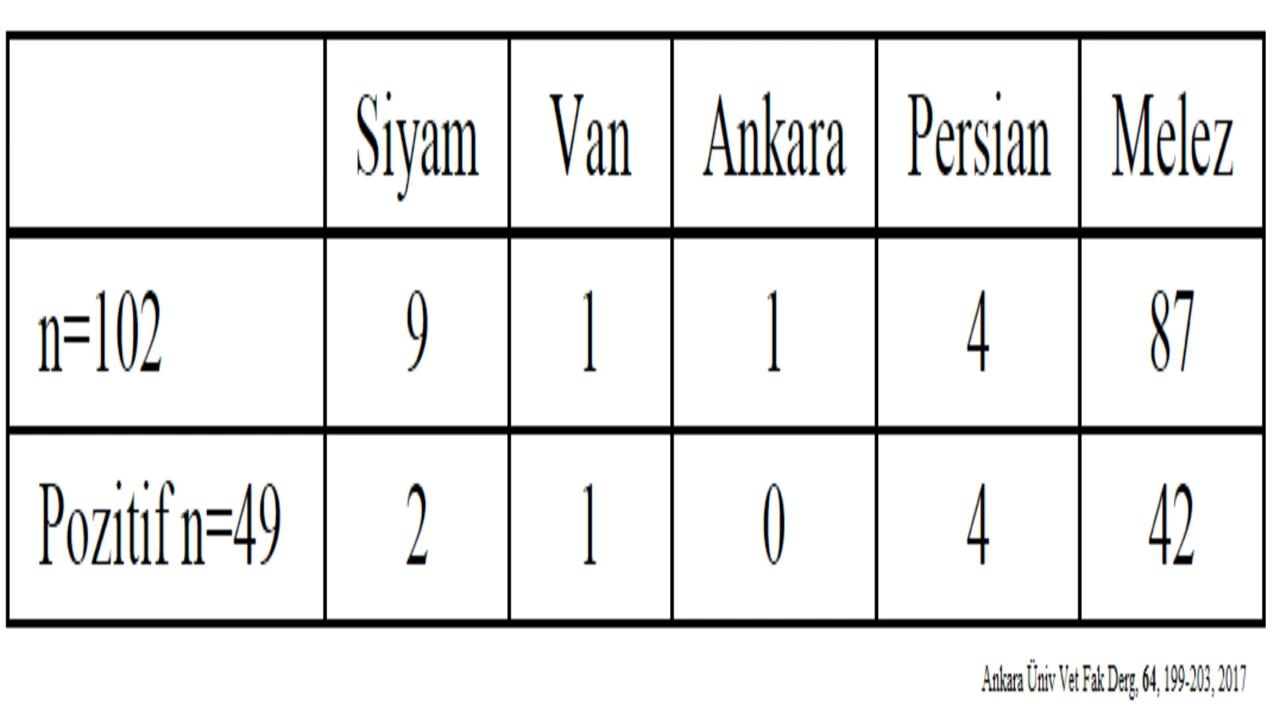 Siyam Van Ankara Persian Melez
n=102 9 1 1 4 87
Pozitif n=49 2 1 0 4 42
Ankara Üniv Vet Fak Derg, 64, 199-203, 2017